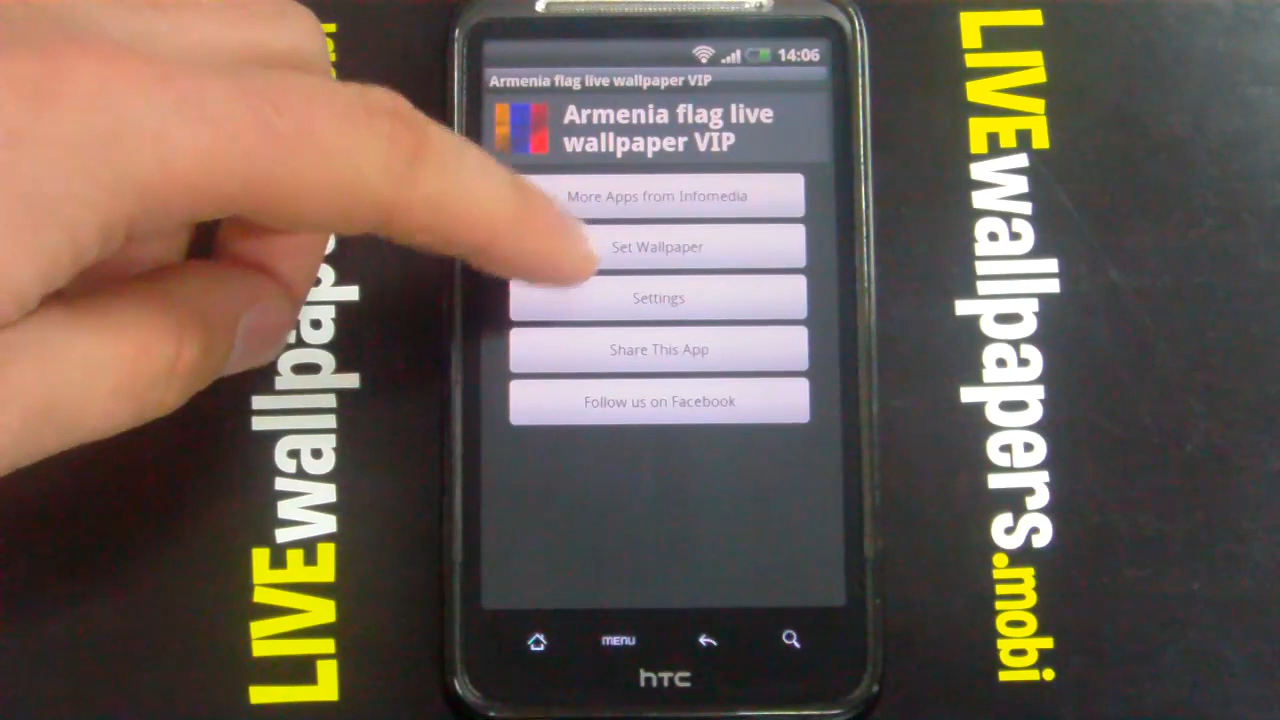 14:06
Armenia flag live wallpaper VIP
Armenia flag live
wallpaper VIP
More Apps from Infomedia
Set Wallpaper
Settings
Share This App
Follow us on Facebook
MENU
hTC
LIVEwallpape
LIVEwallpapers.mobi